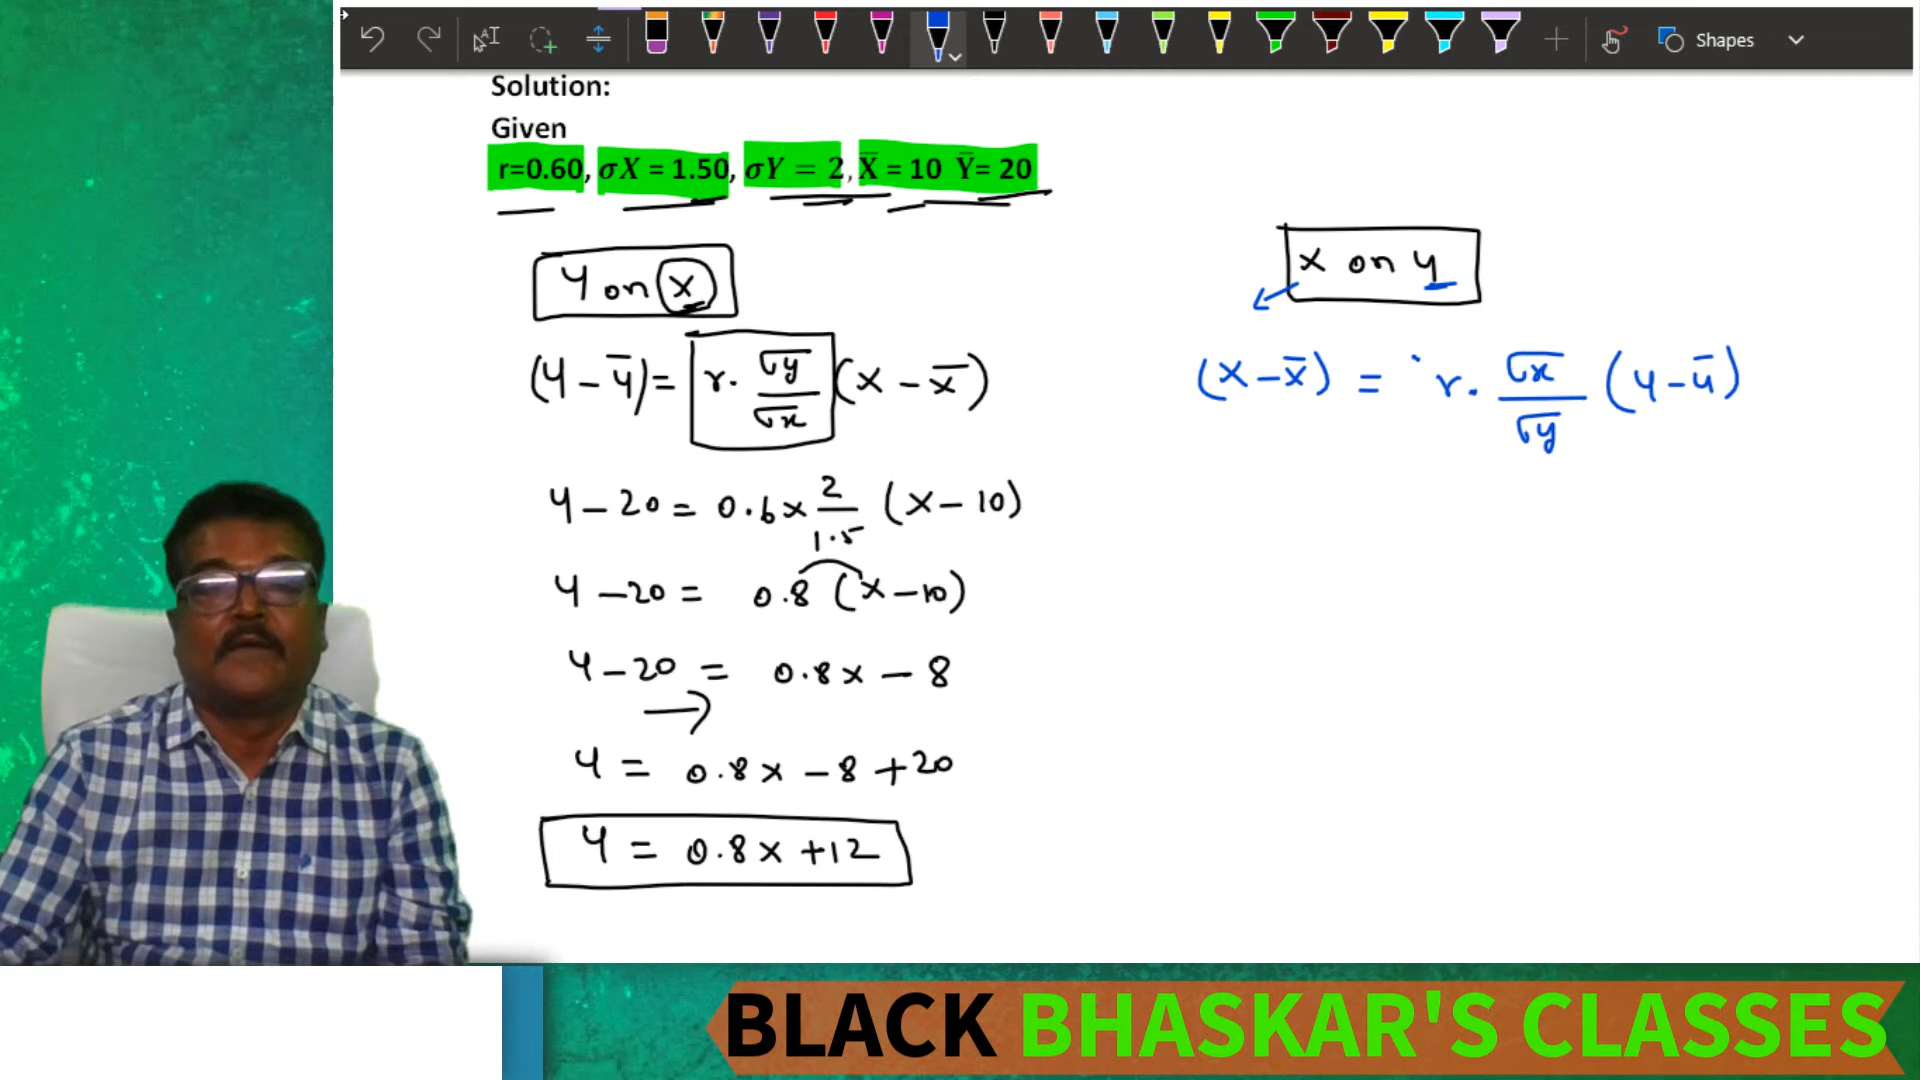 Shapes
Solution:
Given
r=0.60, σX = 1.50, σY = 2, X̄ = 10 Ȳ= 20
Y on X
(Y - Ȳ) = r. σy/σx (X - X̄)
Y - 20 = 0.6 x 2/1.5 (X - 10)
Y - 20 = 0.8 (X - 10)
Y - 20 = 0.8X - 8
Y = 0.8X - 8 + 20
Y = 0.8X + 12
X on Y
(X - X̄) = r. σx/σy (Y - Ȳ)
BLACK BHASKAR'S CLASSES